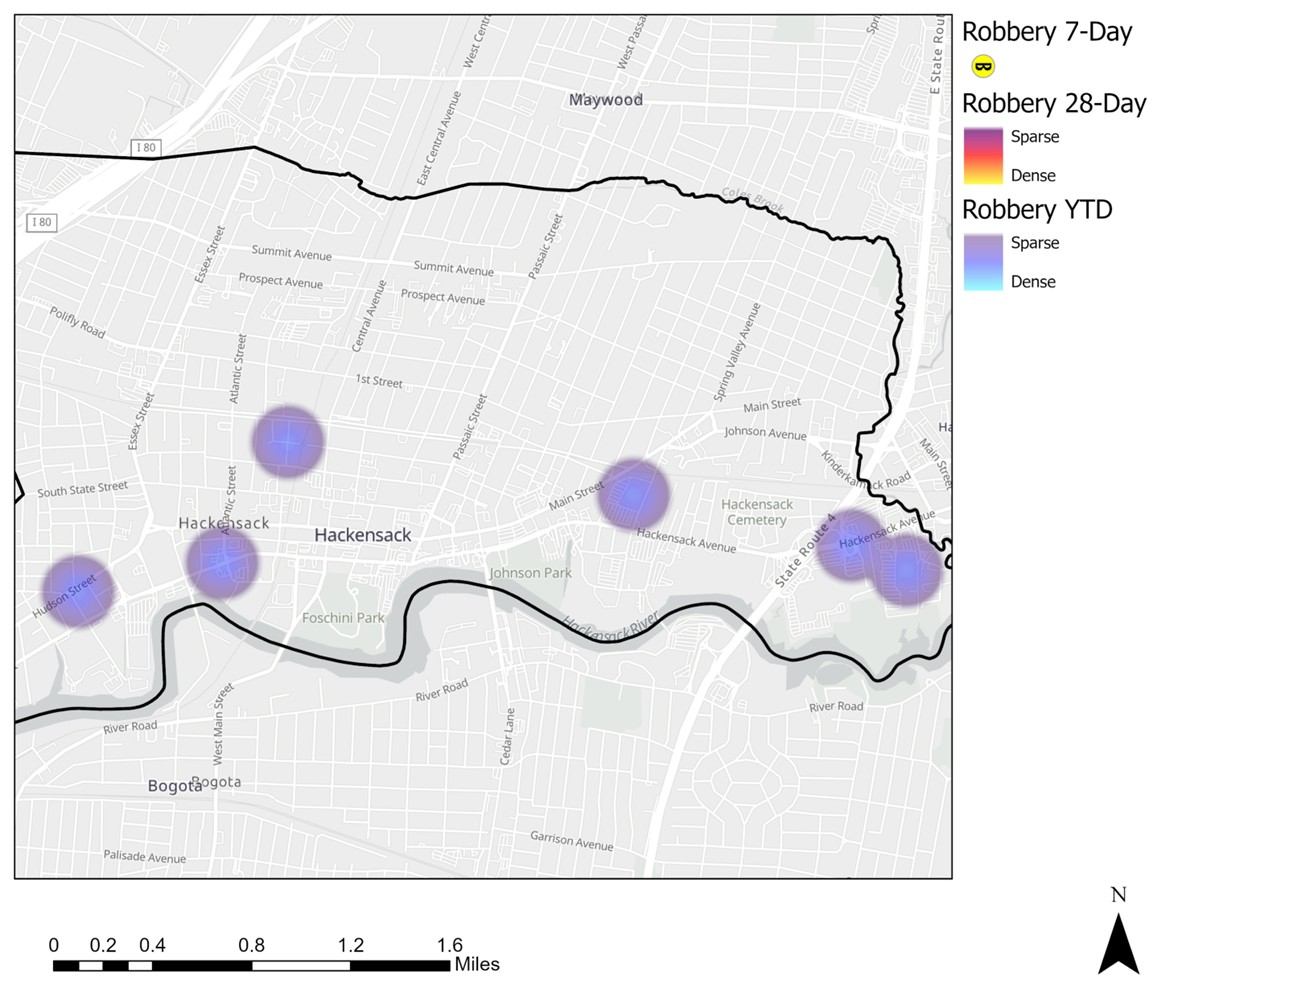 West Centr
West Passa
Spri
E State Rou
Robbery 7-Day
B
Maywood
Robbery 28-Day
Sparse
Dense
I 80
East Central Avenue
Coles Brook
Robbery YTD
Sparse
Dense
I 80
Essex Street
Summit Avenue
Passaic Street
Summit Avenue
Prospect Avenue
Prospect Avenue
Central Avenue
Polifly Road
Atlantic Street
Spring Valley Avenue
1st Street
Main Street
Essex Street
Passaic Street
Johnson Avenue
Ha
Main Street
Kinderkamack Road
South State Street
Atlantic Street
Main Street
Hackensack
Cemetery
Hackensack
Hackensack
Hackensack Avenue
Hackensack Avenue
State Route 4
Johnson Park
Hudson Street
Foschini Park
Hackensack River
River Road
River Road
River Road
West Main Street
Cedar Lane
Bogota
Bogota
Garrison Avenue
Palisade Avenue
N
0 0.2 0.4 0.8 1.2 1.6
Miles